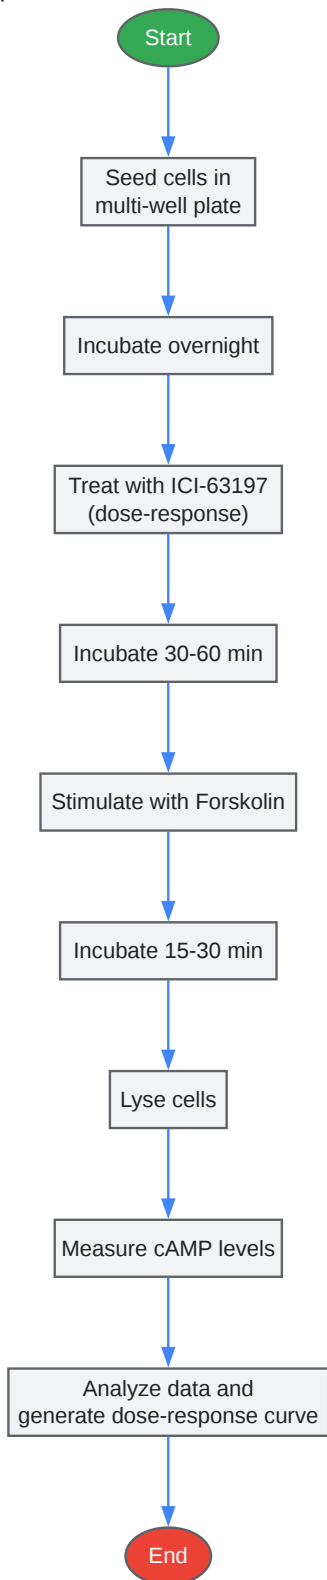 Start
Seed cells in
multi-well plate
Incubate overnight
Treat with ICI-63197
(dose-response)
Incubate 30-60 min
Stimulate with Forskolin
Incubate 15-30 min
Lyse cells
Measure cAMP levels
Analyze data and
generate dose-response curve
End